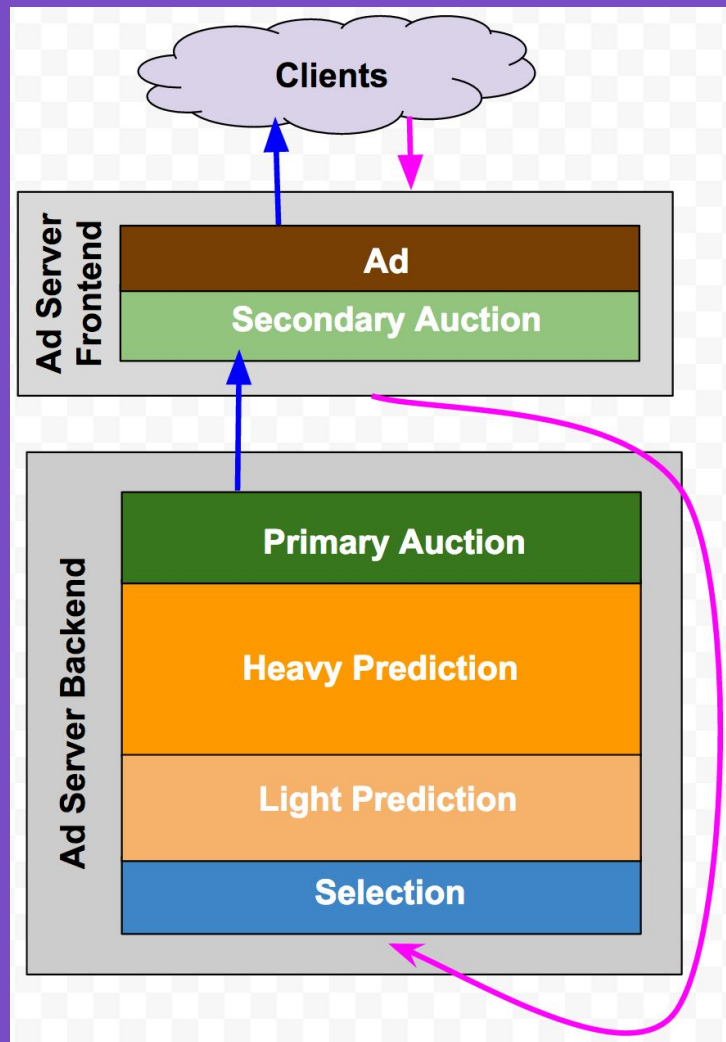 Clients
Ad Server
Frontend
Ad
Secondary Auction
Ad Server Backend
Primary Auction
Heavy Prediction
Light Prediction
Selection